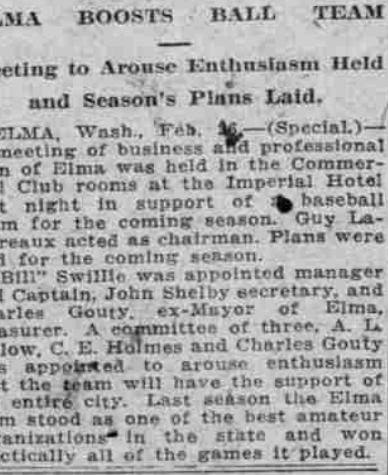 LMA BOOSTS BALL TEAM
eeting to Arouse Enthusiasm Held
and Season's Plans Laid.
ELMA, Wash., Feb. 16.—(Special.)—
meeting of business and professional
n of Elma was held in the Commer-
l Club rooms at the Imperial Hotel
t night in support of a baseball
m for the coming season. Guy La-
reaux acted as chairman. Plans were
d for the coming season.
Bill" Swillie was appointed manager
d Captain, John Shelby secretary, and
arles Gouty, ex-Mayor of Elma,
asurer. A committee of three, A. L.
low, C. E. Holmes and Charles Gouty
s appointed to arouse enthusiasm
t the team will have the support of
entire city. Last season the Elma
m stood as one of the best amateur
ganizations in the state and won
actically all of the games it played.